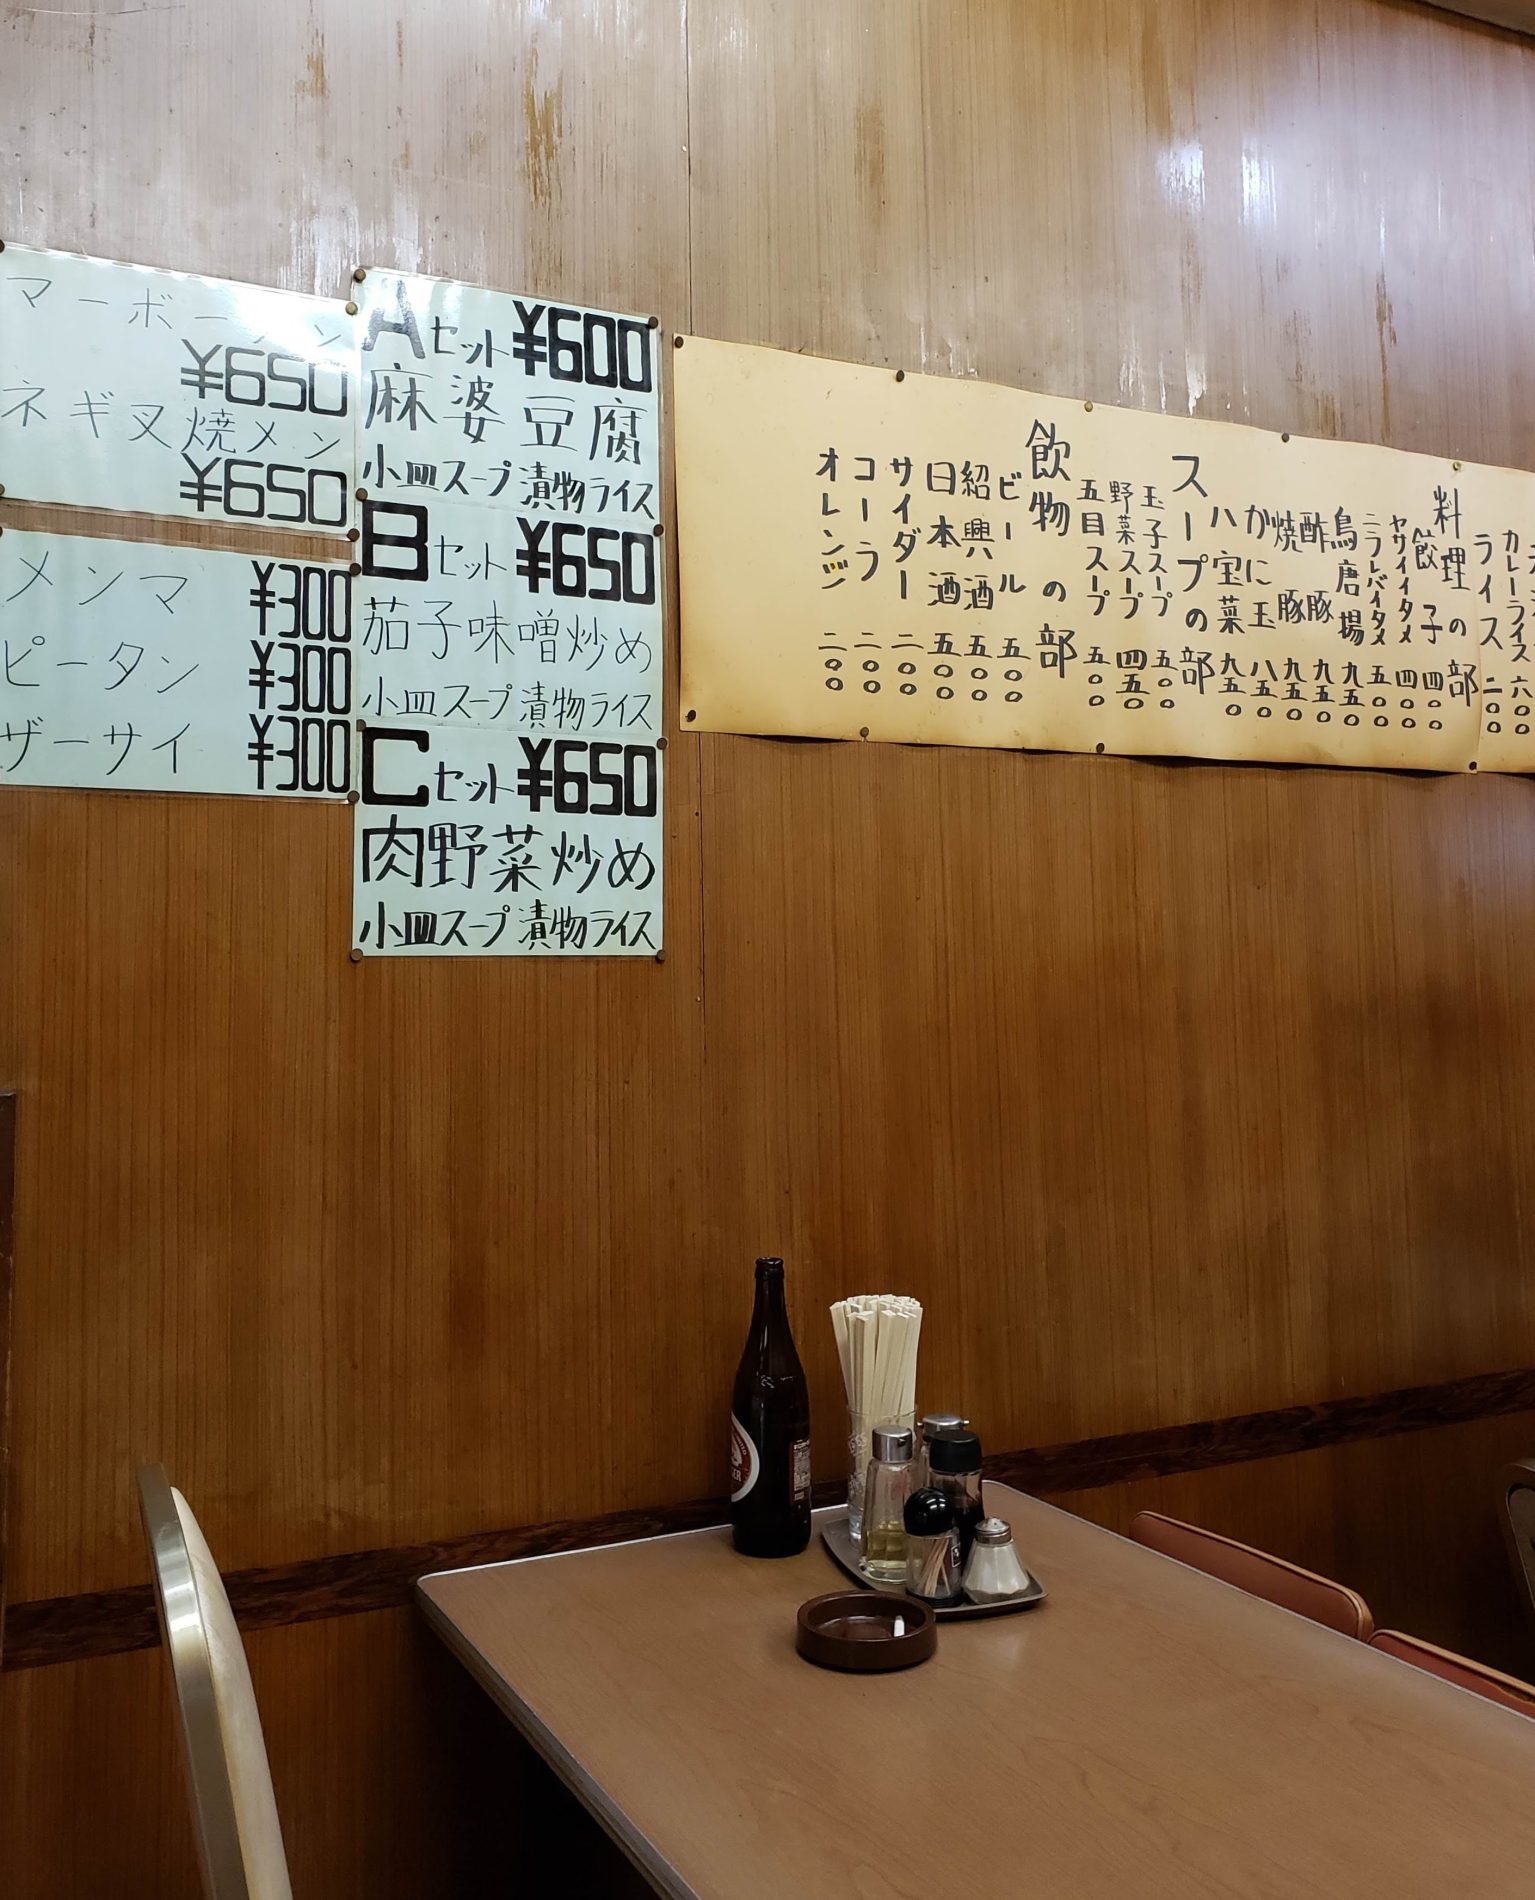 マーボーメン
¥650
ネギ叉焼メン
¥650
メンマ ¥300
ピータン ¥300
ザーサイ ¥300
Aセット ¥600
麻婆豆腐
小皿スープ漬物ライス
Bセット ¥650
茄子味噌炒め
小皿スープ漬物ライス
Cセット ¥650
肉野菜炒め
小皿スープ漬物ライス
カレーライス 六〇〇
ライス 二〇〇
料理の部
餃子 四〇〇
ヤサイイタメ 四〇〇
ニラレバイタメ 五〇〇
鳥唐場 九五〇
酢豚 九五〇
焼豚 九五〇
かに玉 八五〇
八宝菜 九五〇
スープの部
玉子スープ 五〇〇
野菜スープ 四五〇
五目スープ 五〇〇
飲物の部
ビール 五〇〇
紹興酒 五〇〇
日本酒 五〇〇
サイダー 二〇〇
コーラ 二〇〇
オレンジ 二〇〇